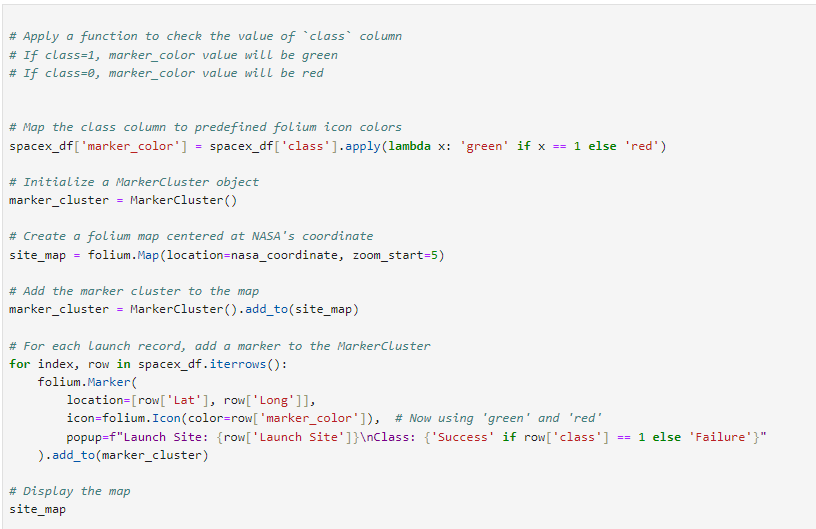 # Apply a function to check the value of `class` column
# If class=1, marker_color value will be green
# If class=0, marker_color value will be red
# Map the class column to predefined folium icon colors
spacex_df['marker_color'] = spacex_df['class'].apply(lambda x: 'green' if x == 1 else 'red')
# Initialize a MarkerCluster object
marker_cluster = MarkerCluster()
# Create a folium map centered at NASA's coordinate
site_map = folium.Map(location=nasa_coordinate, zoom_start=5)
# Add the marker cluster to the map
marker_cluster = MarkerCluster().add_to(site_map)
# For each launch record, add a marker to the MarkerCluster
for index, row in spacex_df.iterrows():
    folium.Marker(
        location=[row['Lat'], row['Long']],
        icon=folium.Icon(color=row['marker_color']),  # Now using 'green' and 'red'
        popup=f"Launch Site: {row['Launch Site']}\nClass: {'Success' if row['class'] == 1 else 'Failure'}"
    ).add_to(marker_cluster)
# Display the map
site_map